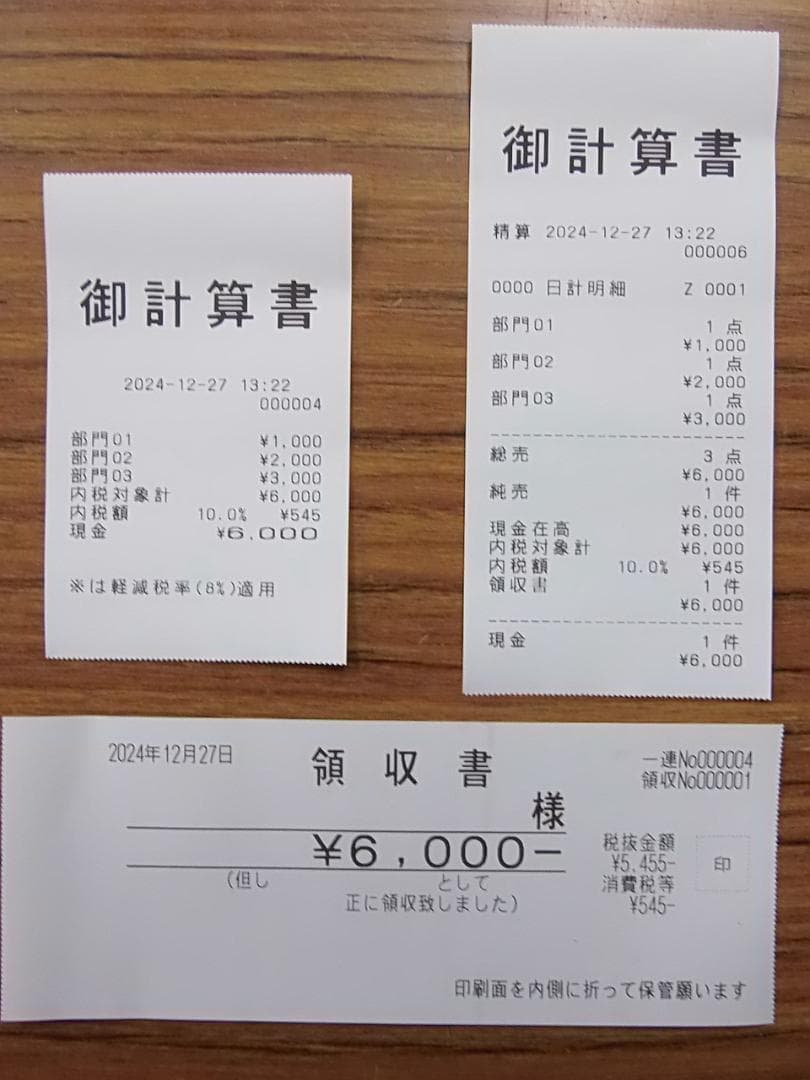 御計算書
2024-12-27 13:22
000004
部門01 ¥1,000
部門02 ¥2,000
部門03 ¥3,000
内税対象計 ¥6,000
内税額 10.0% ¥545
現金 ¥6,000
※は軽減税率(8%)適用
御計算書
精算 2024-12-27 13:22
000006
0000 日計明細 Z 0001
部門01 1 点
¥1,000
部門02 1 点
¥2,000
部門03 1 点
¥3,000
総売 3 点
¥6,000
純売 1 件
¥6,000
現金在高 ¥6,000
内税対象計 ¥6,000
内税額 10.0% ¥545
領収書 1 件
¥6,000
現金 1 件
¥6,000
2024年12月27日 領収書 一連No000004
領収No000001
様
¥6,000-
税抜金額
¥5,455-
消費税等
¥545-
印
(但し として
正に領収致しました)
印刷面を内側に折って保管願います